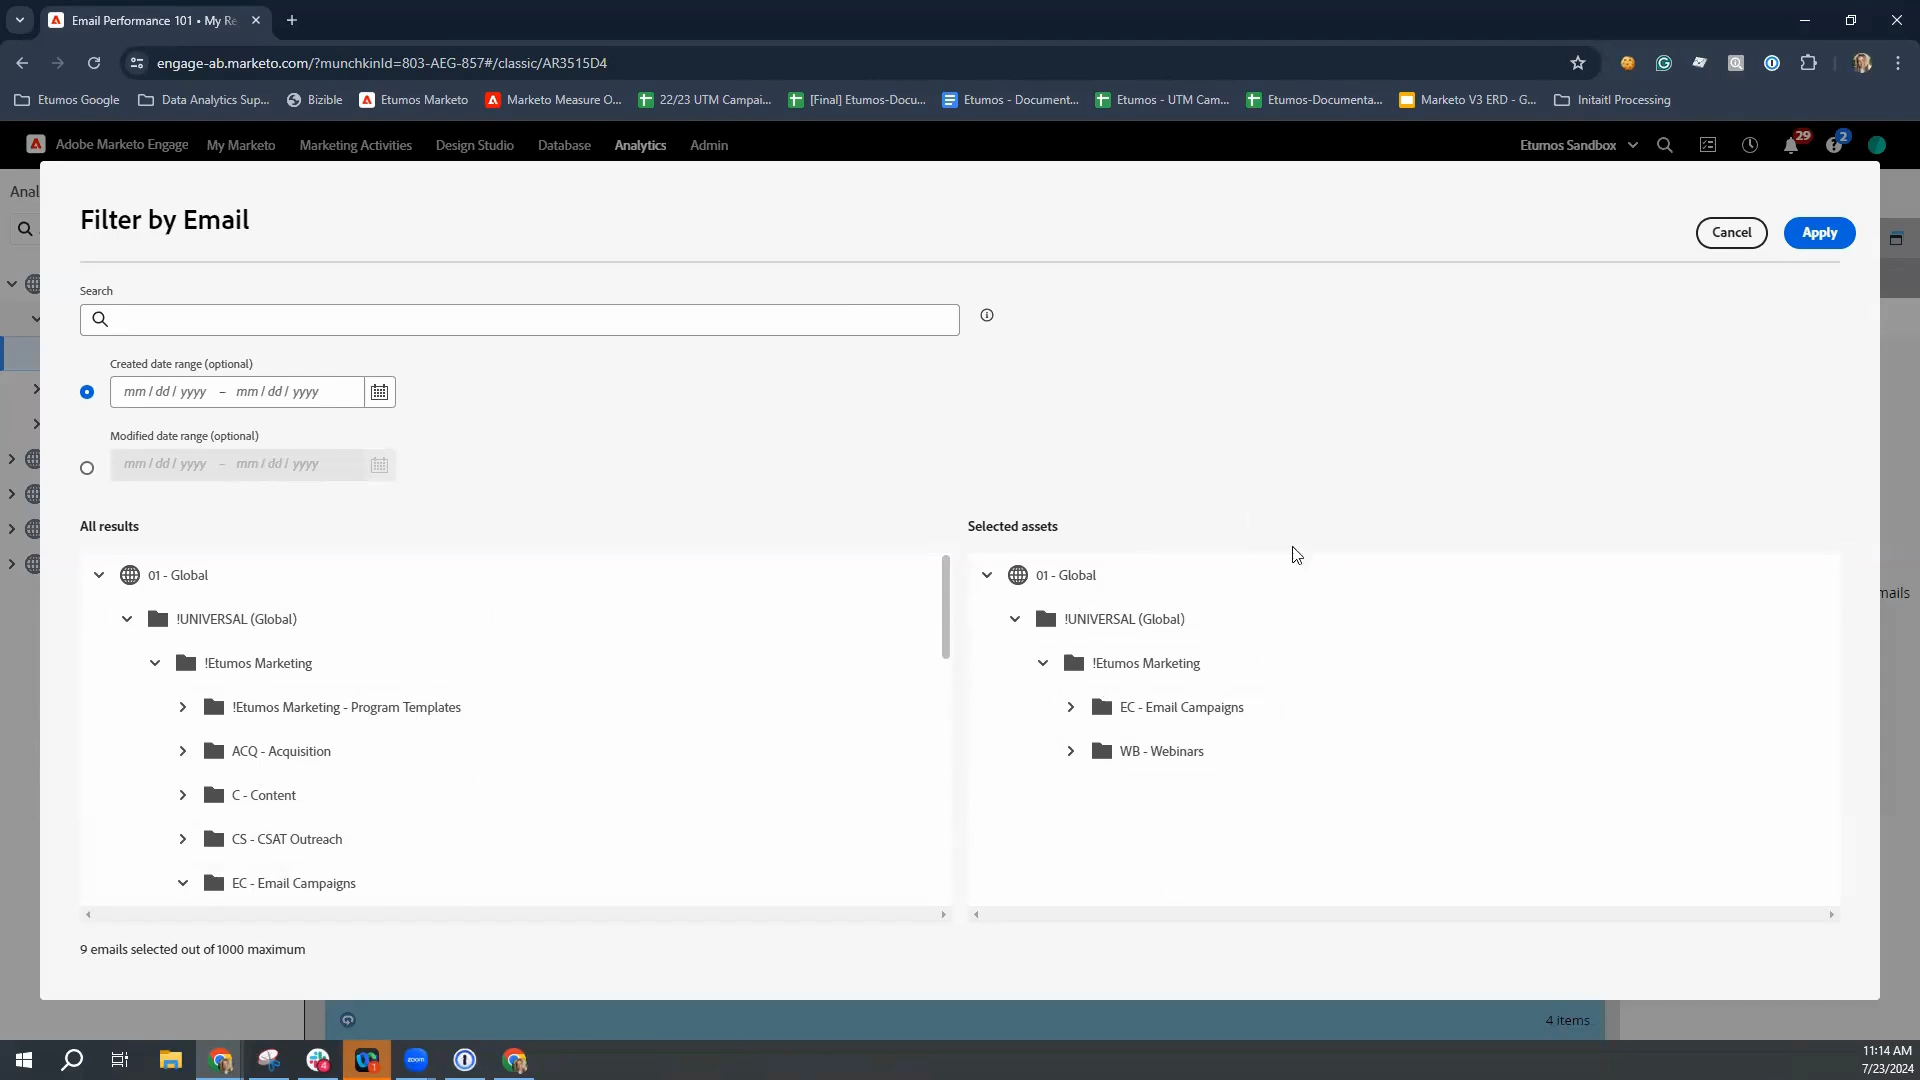 Email Performance 101 • My Re
engage-ab.marketo.com/?munchkinId=803-AEG-857#/classic/AR3515D4
Etumos Google
Data Analytics Sup...
Bizible
Etumos Marketo
Marketo Measure O...
22/23 UTM Campai...
[Final] Etumos-Docu...
Etumos - Document...
Etumos - UTM Cam...
Etumos-Documenta...
Marketo V3 ERD - G...
Initaitl Processing
Adobe Marketo Engage
My Marketo
Marketing Activities
Design Studio
Database
Analytics
Admin
Etumos Sandbox
29
2
Anal
Filter by Email
Cancel
Apply
Search
Created date range (optional)
mm / dd / yyyy – mm / dd / yyyy
Modified date range (optional)
mm / dd / yyyy – mm / dd / yyyy
All results
01 - Global
!UNIVERSAL (Global)
!Etumos Marketing
!Etumos Marketing - Program Templates
ACQ - Acquisition
C - Content
CS - CSAT Outreach
EC - Email Campaigns
Selected assets
01 - Global
!UNIVERSAL (Global)
!Etumos Marketing
EC - Email Campaigns
WB - Webinars
mails
9 emails selected out of 1000 maximum
4 items
4
1
zoom
11:14 AM
7/23/2024